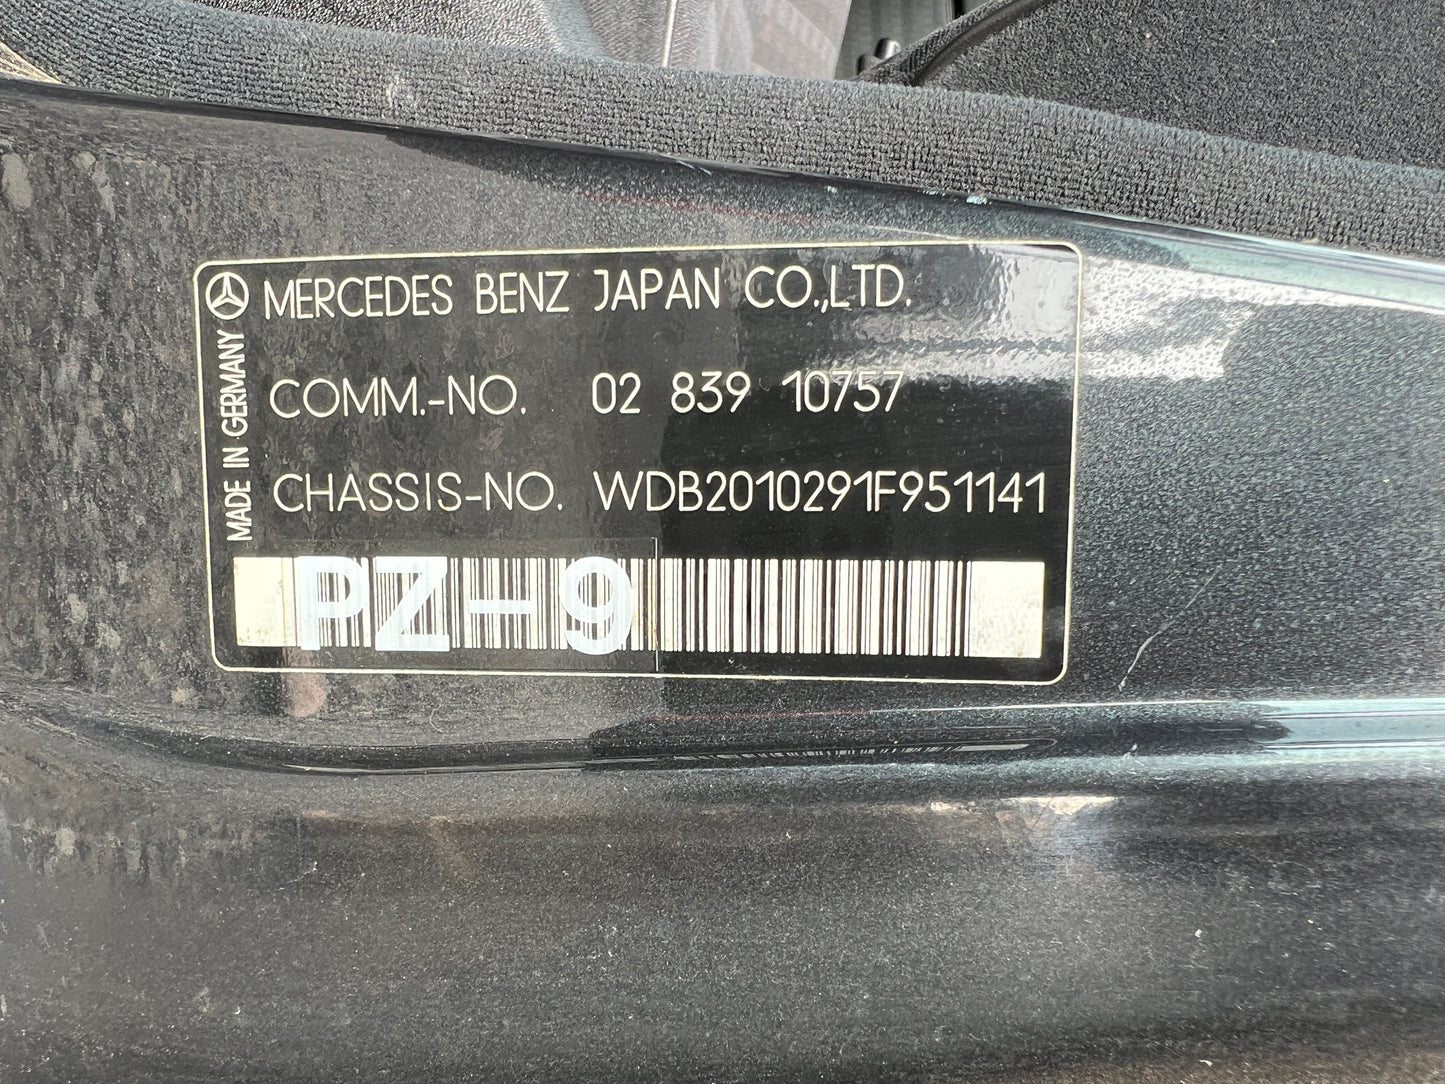 MERCEDES BENZ JAPAN CO.,LTD.
MADE IN GERMANY
COMM.-NO. 02 839 10757
CHASSIS-NO. WDB2010291F951141
PZ-9